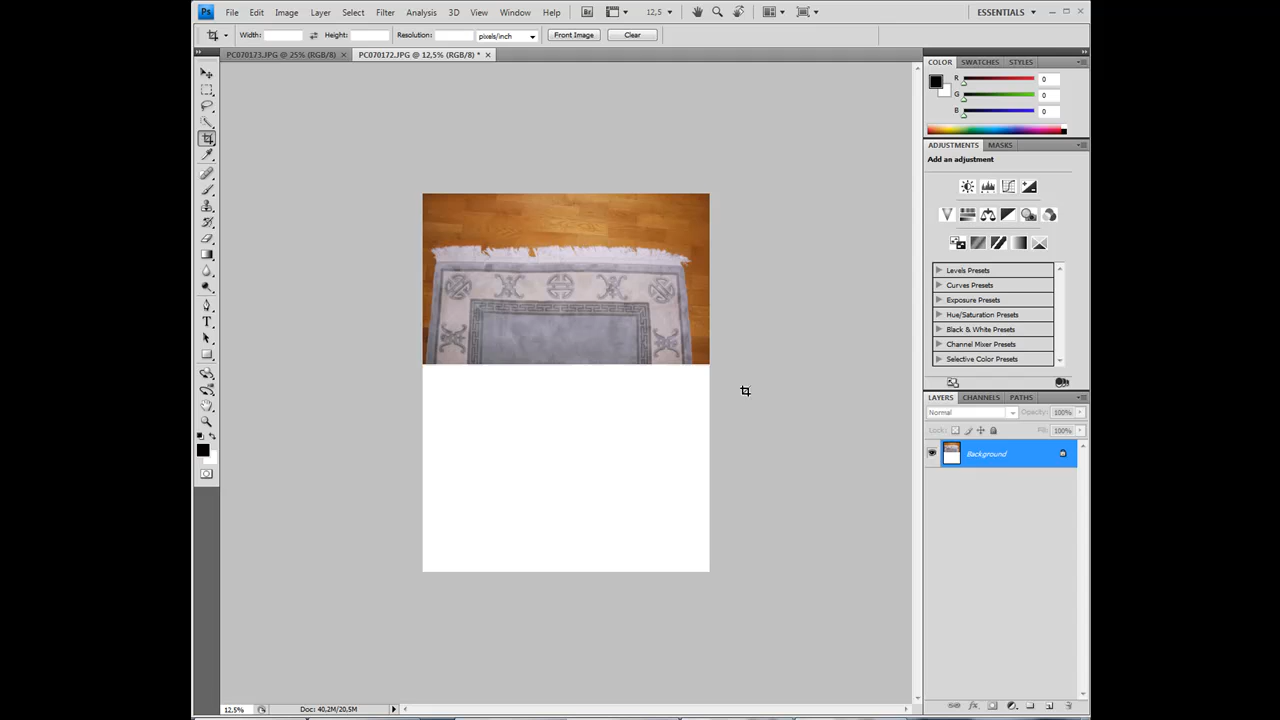 Ps File Edit Image Layer Select Filter Analysis 3D View Window Help Br 12,5 ESSENTIALS
Width: Height: Resolution: pixels/inch Front Image Clear
PC070173.JPG @ 25% (RGB/8) PC070172.JPG @ 12,5% (RGB/8) *
COLOR SWATCHES STYLES
R 0
G 0
B 0
ADJUSTMENTS MASKS
Add an adjustment
Levels Presets
Curves Presets
Exposure Presets
Hue/Saturation Presets
Black & White Presets
Channel Mixer Presets
Selective Color Presets
LAYERS CHANNELS PATHS
Normal Opacity: 100%
Lock: Fill: 100%
Background
12,5% Doc: 40,2M/20,5M